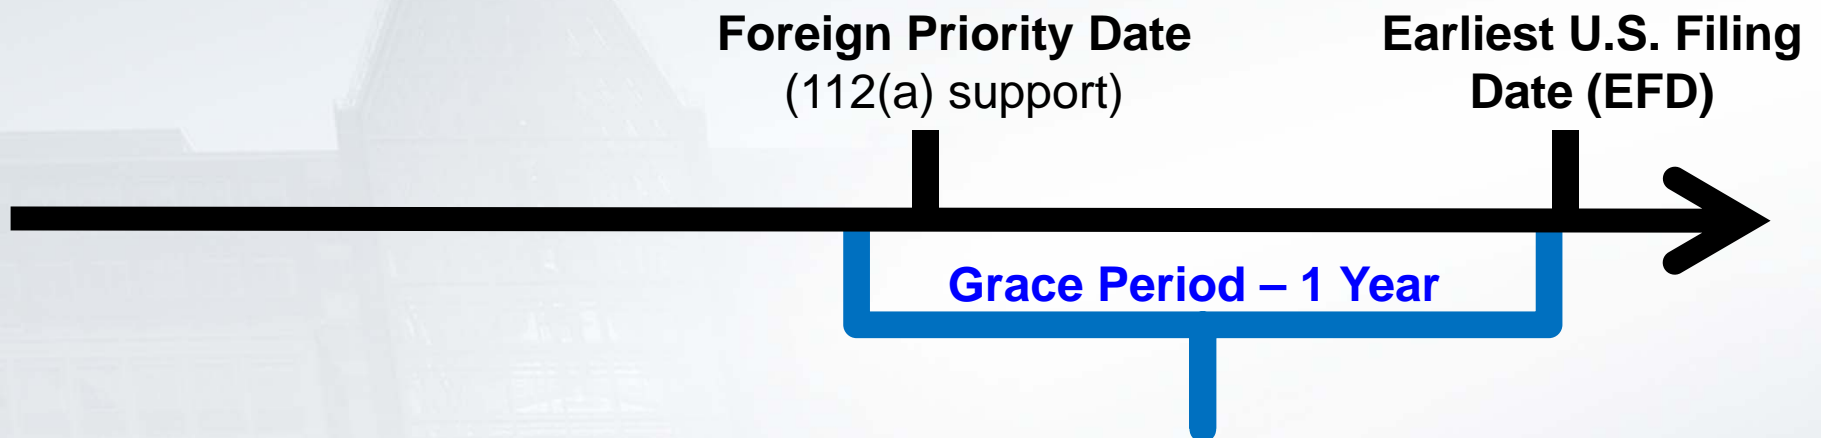 Foreign Priority Date
(112(a) support)
Earliest U.S. Filing
Date (EFD)
Grace Period – 1 Year